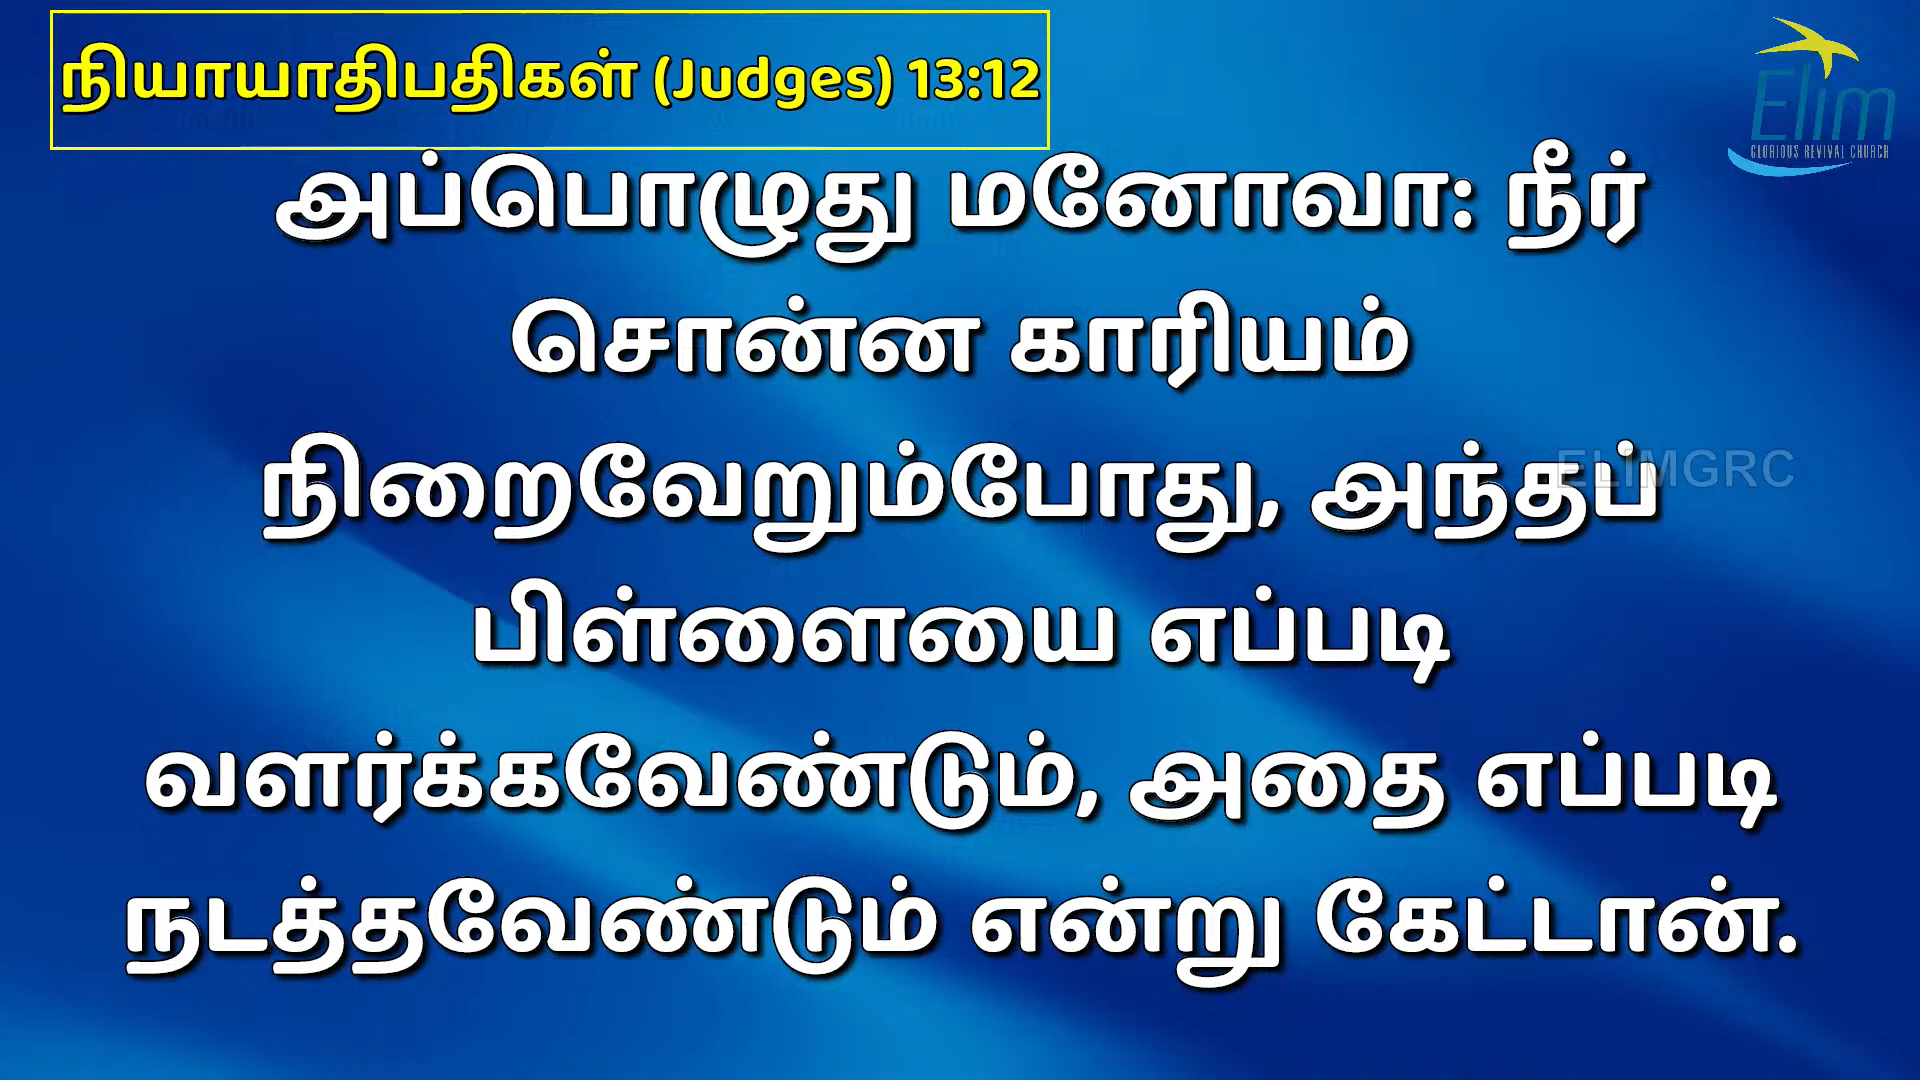 நியாயாதிபதிகள் (Judges) 13:12
Elim
GLORIOUS REVIVAL CHURCH
அப்பொழுது மனோவா: நீர்
சொன்ன காரியம்
நிறைவேறும்போது, அந்தப்
ELIMGRC
பிள்ளையை எப்படி
வளர்க்கவேண்டும், அதை எப்படி
நடத்தவேண்டும் என்று கேட்டான்.